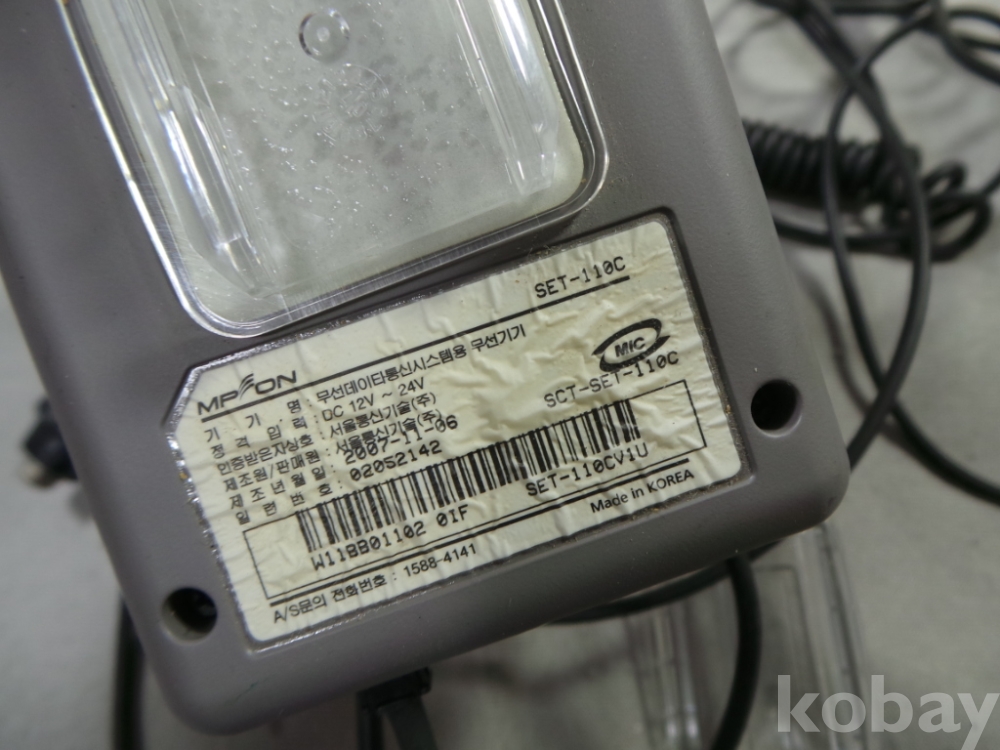 SET-110C
MPEON
MIC
기 기 명 : 무선데이타통신시스템용 무선기기
정 격 입 력 : DC 12V ~ 24V
인증받은자상호 : 서울통신기술(주)
SCT-SET-110C
제조원/판매원 : 서울통신기술(주)
제 조 년 월 일 : 2007-11-06
일 련 번 호 : 02052142
W11BB01102 01F
SET-110CV1U
A/S문의 전화번호 : 1588-4141
Made in KOREA
kobay